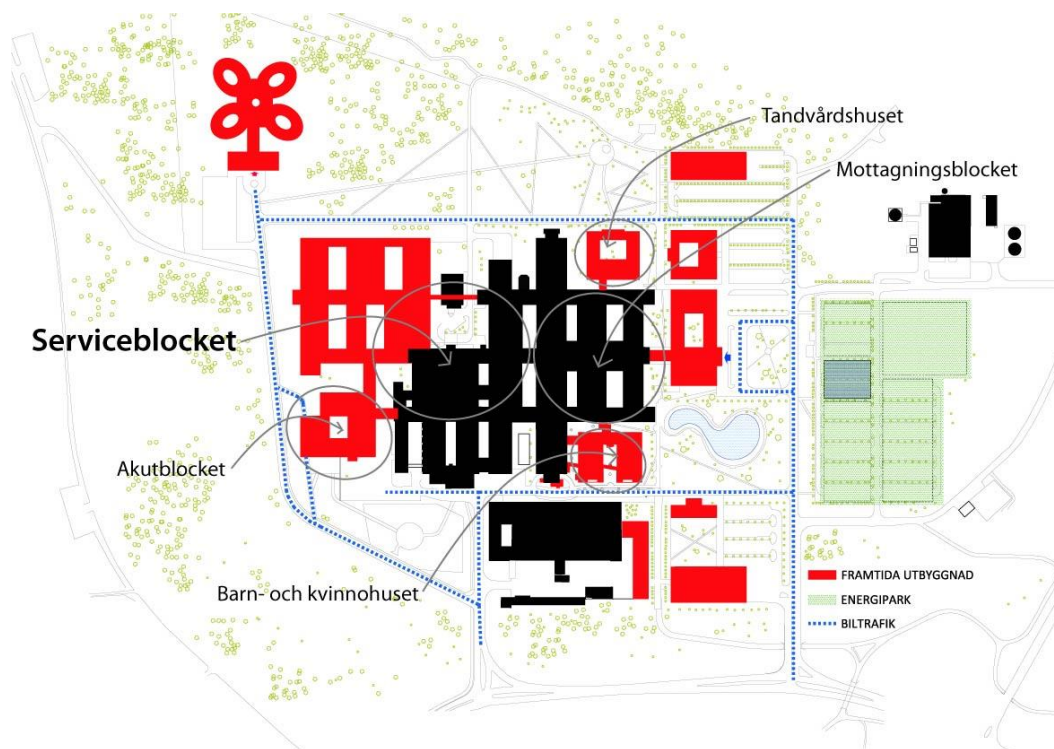 Tandvårdshuset
Mottagningsblocket
Serviceblocket
Akutblocket
Barn- och kvinnohuset
FRAMTIDA UTBYGGNAD
ENERGIPARK
BILTRAFIK